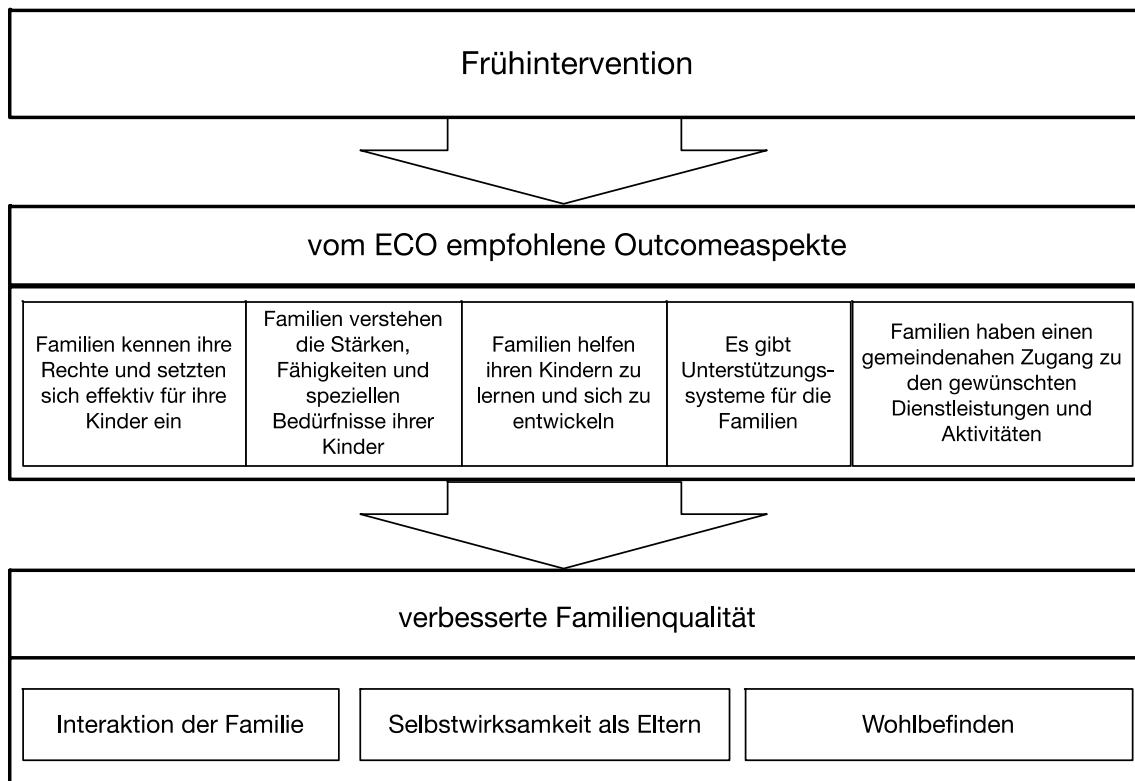 Frühintervention
vom ECO empfohlene Outcomeaspekte
Familien kennen ihre
Rechte und setzten
sich effektiv für ihre
Kinder ein
Familien verstehen
die Stärken,
Fähigkeiten und
speziellen
Bedürfnisse ihrer
Kinder
Familien helfen
ihren Kindern zu
lernen und sich zu
entwickeln
Es gibt
Unterstützungs-
systeme für die
Familien
Familien haben einen
gemeindenahen Zugang zu
den gewünschten
Dienstleistungen und
Aktivitäten
verbesserte Familienqualität
Interaktion der Familie
Selbstwirksamkeit als Eltern
Wohlbefinden